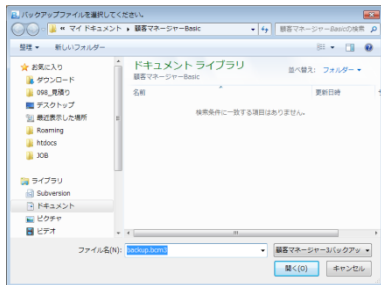 バックアップファイルを選択してください。
« マイ ドキュメント ▸ 顧客マネージャーBasic
顧客マネージャーBasicの検索
整理 ▾ 新しいフォルダー
お気に入り
ダウンロード
098_見積り
デスクトップ
最近表示した場所
Roaming
htdocs
JOB
ライブラリ
Subversion
ドキュメント
ピクチャ
ビデオ
ドキュメント ライブラリ
顧客マネージャーBasic
並べ替え: フォルダー ▾
名前 更新日時
検索条件に一致する項目はありません。
ファイル名(N): backup.bcm3
顧客マネージャー3バックアッ
開く(O) キャンセル